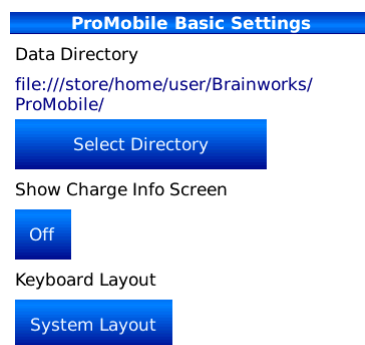 ProMobile Basic Settings
Data Directory
file:///store/home/user/Brainworks/
ProMobile/
Select Directory
Show Charge Info Screen
Off
Keyboard Layout
System Layout